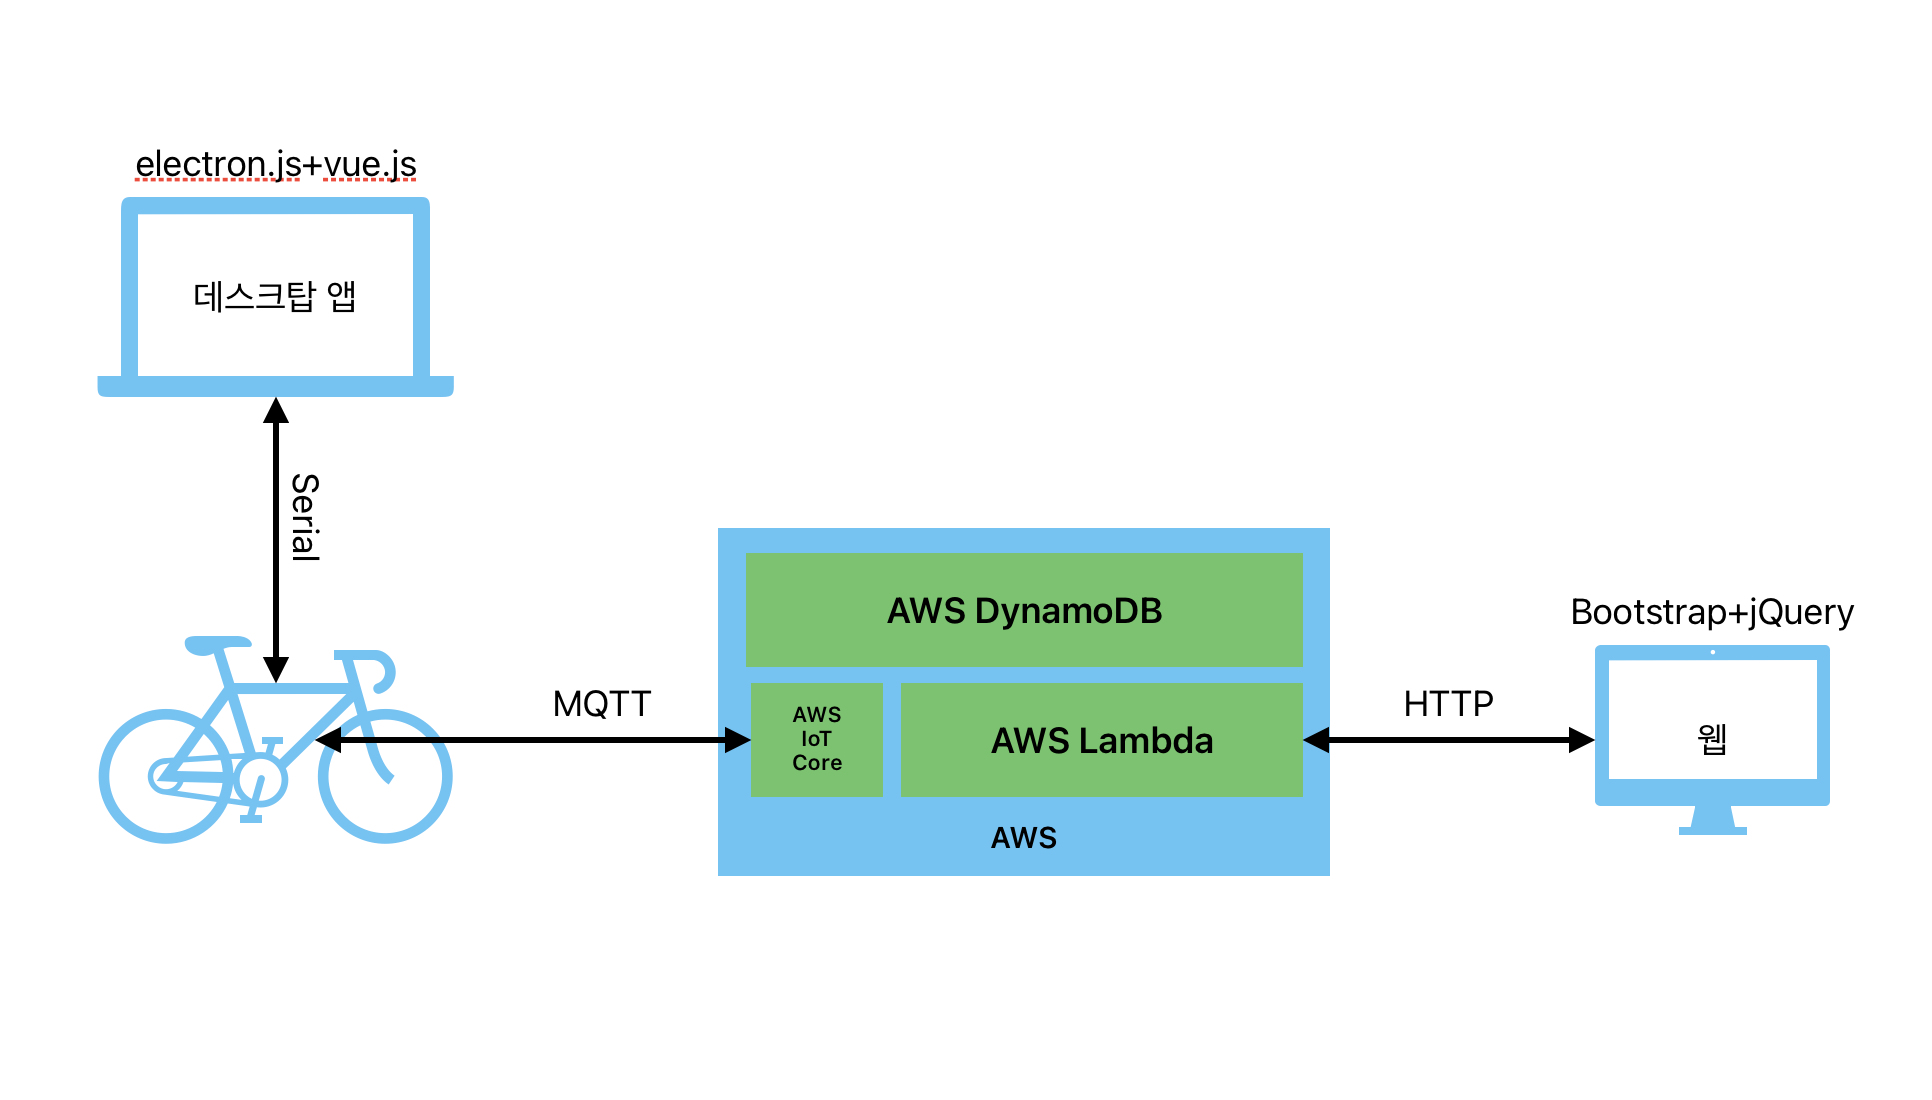 electron.js+vue.js
데스크탑 앱
Serial
MQTT
AWS DynamoDB
AWS
IoT
Core
AWS Lambda
AWS
HTTP
Bootstrap+jQuery
웹